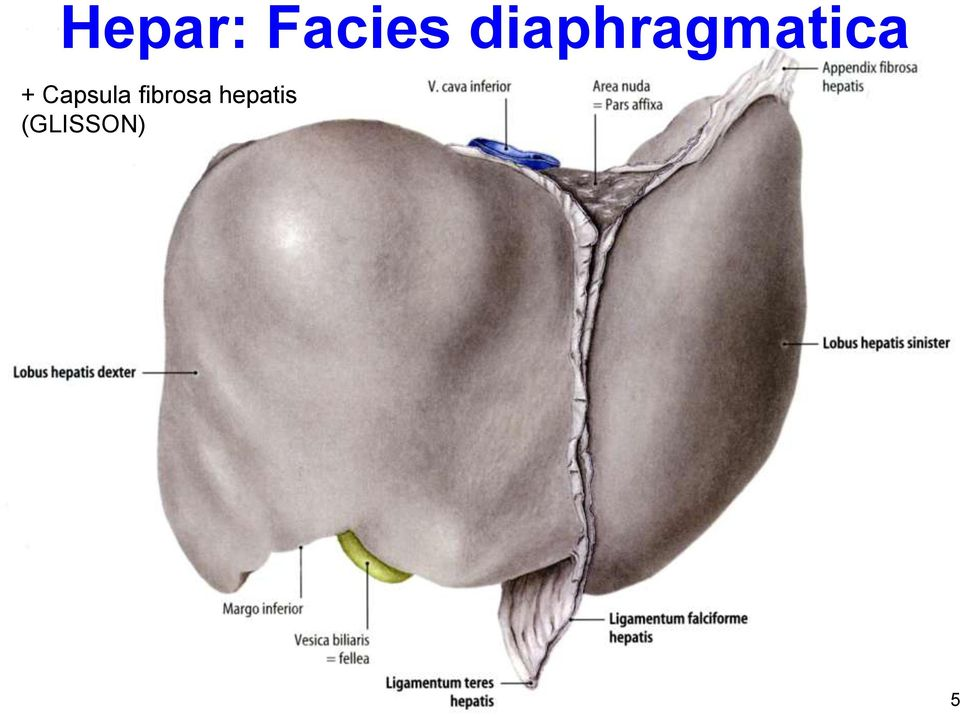 Hepar: Facies diaphragmatica
+ Capsula fibrosa hepatis
(GLISSON)
V. cava inferior
Area nuda
= Pars affixa
Appendix fibrosa
hepatis
Lobus hepatis dexter
Lobus hepatis sinister
Margo inferior
Vesica biliaris
= fellea
Ligamentum falciforme
hepatis
Ligamentum teres
hepatis
5